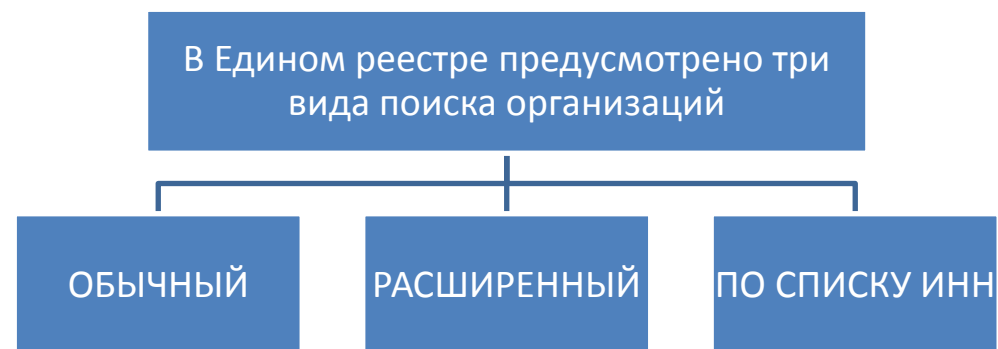 В Едином реестре предусмотрено три
вида поиска организаций
ОБЫЧНЫЙ
РАСШИРЕННЫЙ
ПО СПИСКУ ИНН